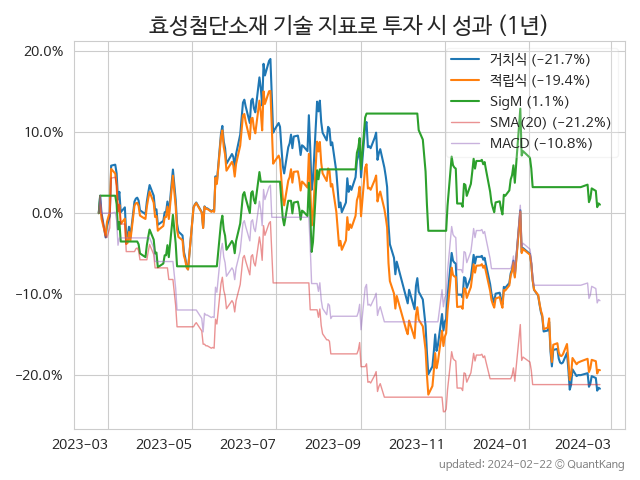 효성첨단소재 기술 지표로 투자 시 성과 (1년)
20.0%
10.0%
0.0%
−10.0%
−20.0%
거치식 (−21.7%)
적립식 (−19.4%)
SigM (1.1%)
SMA(20) (−21.2%)
MACD (−10.8%)
2023−03 2023−05 2023−07 2023−09 2023−11 2024−01 2024−03
updated: 2024-02-22 ⓒ QuantKang